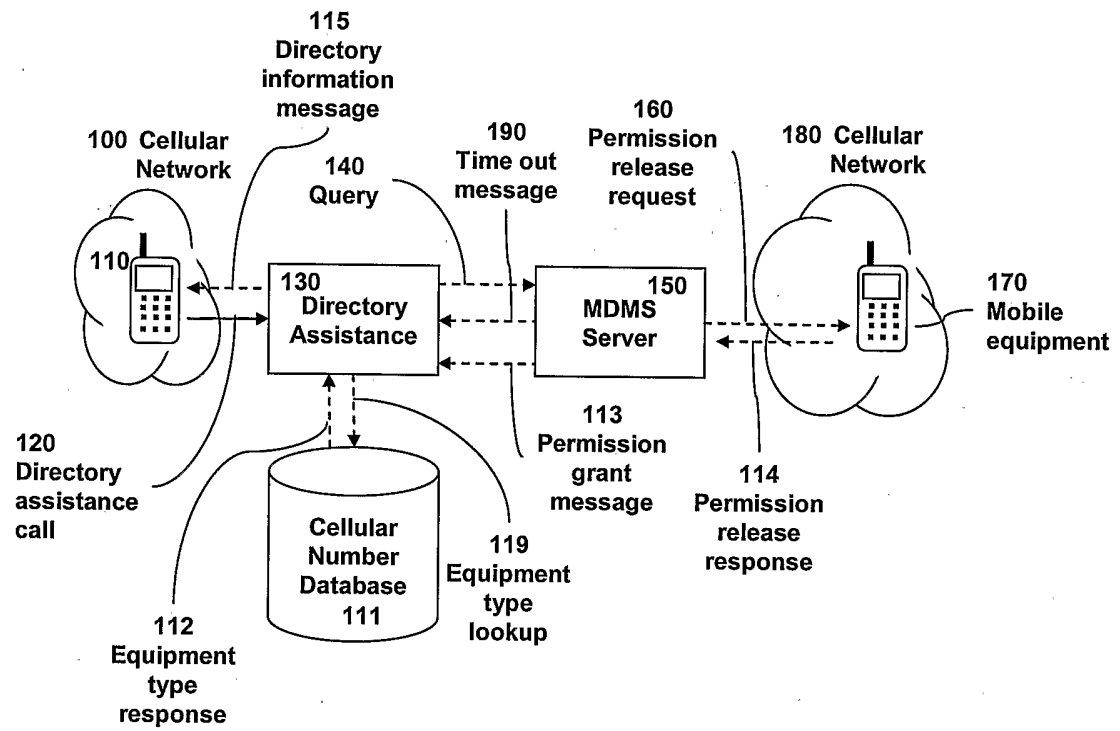 115
Directory
information
message
100 Cellular
Network
140
Query
190
Time out
message
160
Permission
release
request
180 Cellular
Network
110
130
Directory
Assistance
150
MDMS
Server
170
Mobile
equipment
120
Directory
assistance
call
113
Permission
grant
message
114
Permission
release
response
Cellular
Number
Database
111
119
Equipment
type
lookup
112
Equipment
type
response